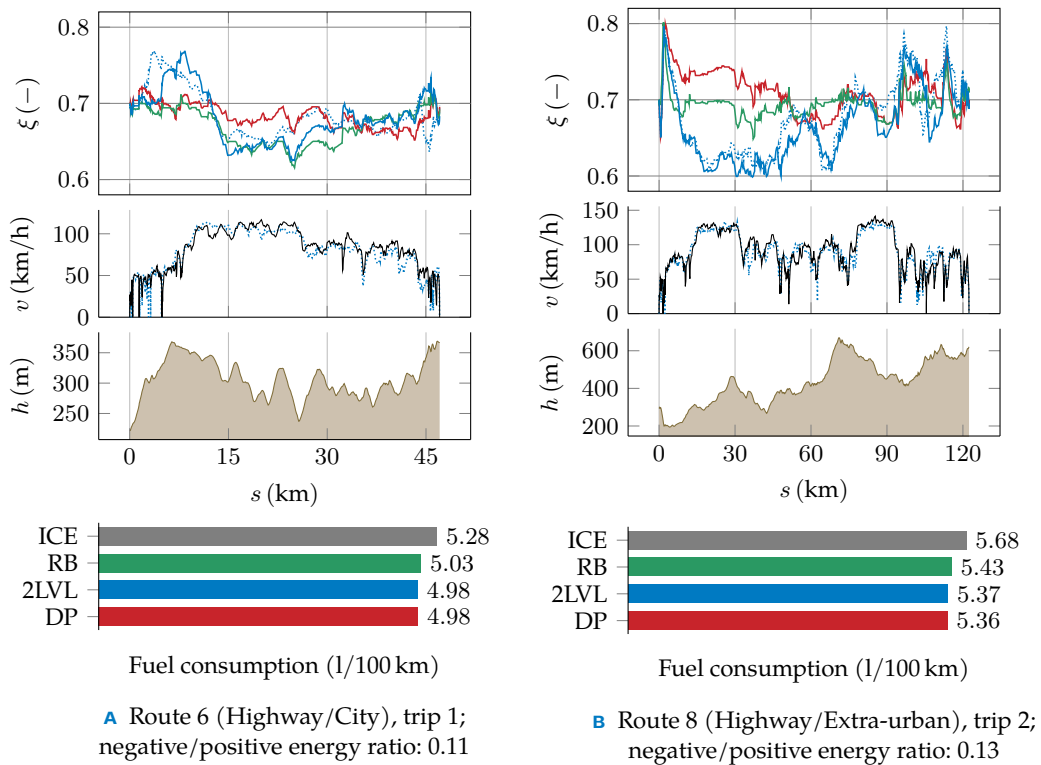 0.8
0.7
0.6
ξ (—)
100
50
0
v (km/h)
350
300
250
h (m)
0 15 30 45
s (km)
ICE 5.28
RB 5.03
2LVL 4.98
DP 4.98
Fuel consumption (l/100 km)
A Route 6 (Highway/City), trip 1;
negative/positive energy ratio: 0.11
0.8
0.7
0.6
ξ (—)
150
100
50
0
v (km/h)
600
400
200
h (m)
0 30 60 90 120
s (km)
ICE 5.68
RB 5.43
2LVL 5.37
DP 5.36
Fuel consumption (l/100 km)
B Route 8 (Highway/Extra-urban), trip 2;
negative/positive energy ratio: 0.13